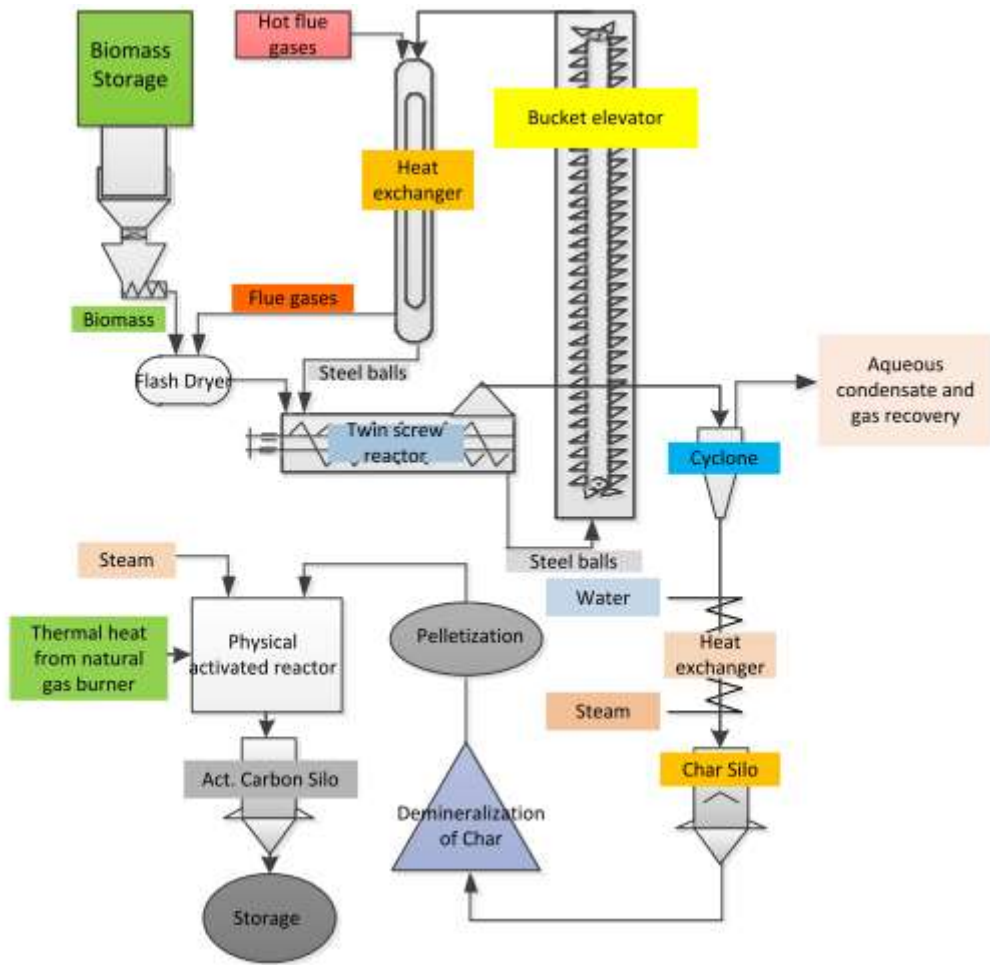 Hot flue
gases
Biomass
Storage
Bucket elevator
Heat
exchanger
Flue gases
Biomass
Flash Dryer
Steel balls
Aqueous
condensate and
gas recovery
Twin screw
reactor
Cyclone
Steel balls
Steam
Water
Pelletization
Thermal heat
from natural
gas burner
Physical
activated reactor
Heat
exchanger
Steam
Act. Carbon Silo
Char Silo
Demineralization
of Char
Storage